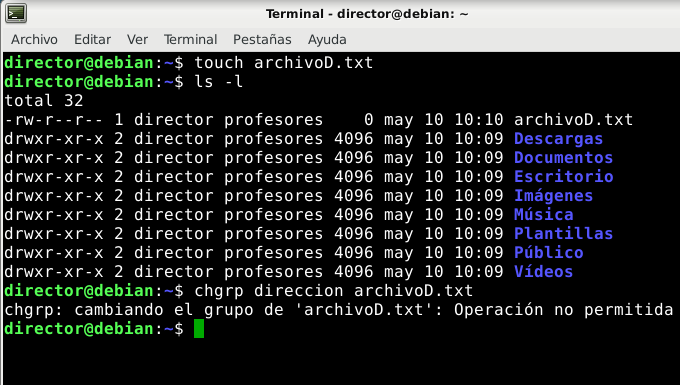 Terminal - director@debian: ~
Archivo Editar Ver Terminal Pestañas Ayuda
director@debian:~$ touch archivoD.txt
director@debian:~$ ls -l
total 32
-rw-r--r-- 1 director profesores    0 may 10 10:10 archivoD.txt
drwxr-xr-x 2 director profesores 4096 may 10 10:09 Descargas
drwxr-xr-x 2 director profesores 4096 may 10 10:09 Documentos
drwxr-xr-x 2 director profesores 4096 may 10 10:09 Escritorio
drwxr-xr-x 2 director profesores 4096 may 10 10:09 Imágenes
drwxr-xr-x 2 director profesores 4096 may 10 10:09 Música
drwxr-xr-x 2 director profesores 4096 may 10 10:09 Plantillas
drwxr-xr-x 2 director profesores 4096 may 10 10:09 Público
drwxr-xr-x 2 director profesores 4096 may 10 10:09 Vídeos
director@debian:~$ chgrp direccion archivoD.txt
chgrp: cambiando el grupo de 'archivoD.txt': Operación no permitida
director@debian:~$